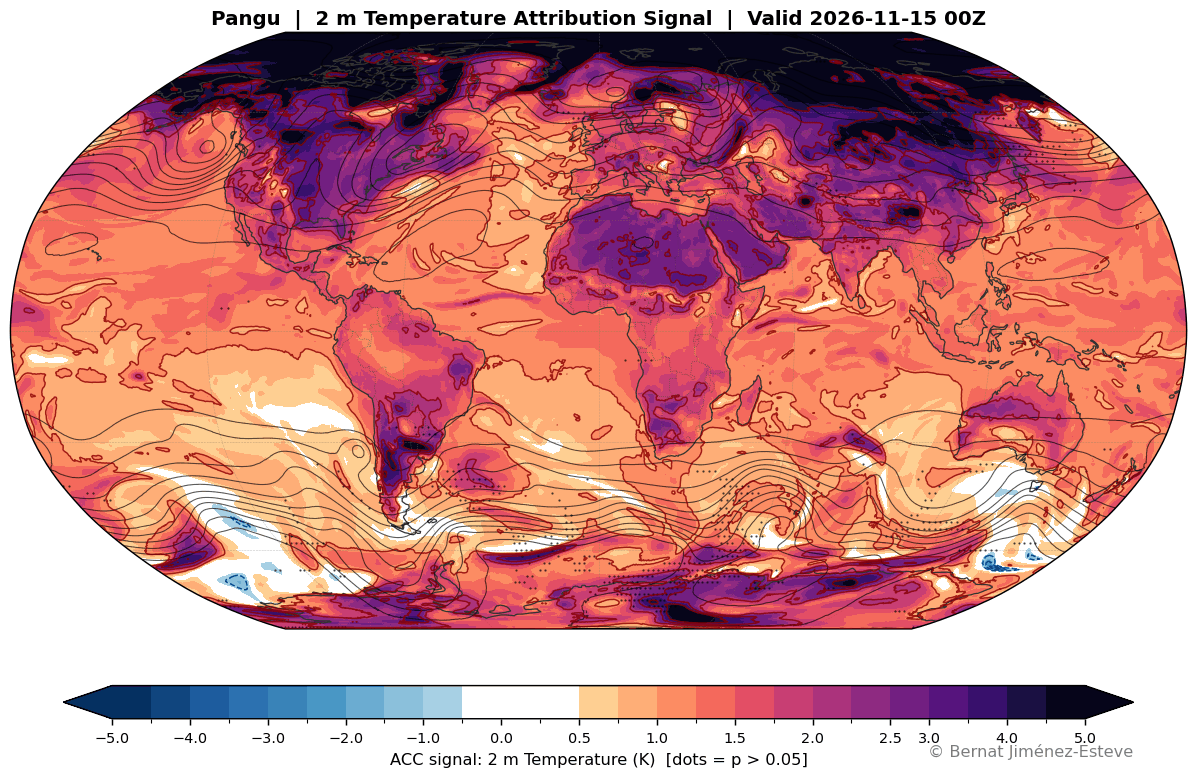 Pangu | 2 m Temperature Attribution Signal | Valid 2026-11-15 00Z
−5.0 −4.0 −3.0 −2.0 −1.0 0.0 0.5 1.0 1.5 2.0 2.5 3.0 4.0 5.0
© Bernat Jiménez-Esteve
ACC signal: 2 m Temperature (K) [dots = p > 0.05]